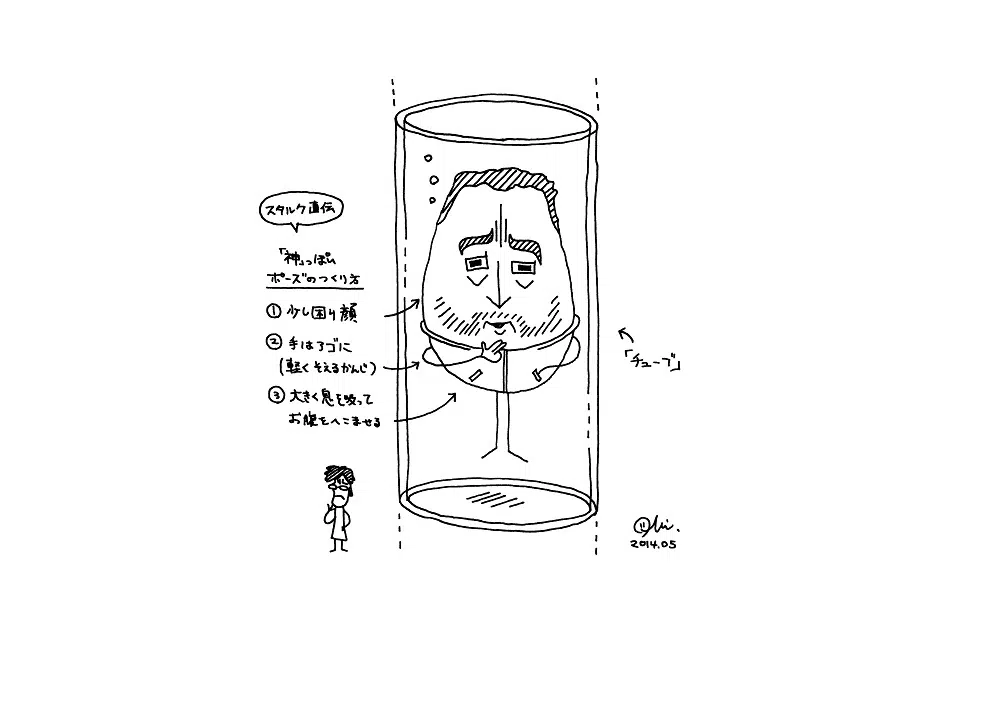 スタルク直伝
「神」っぽい
ポーズのつくり方
① 少し困り顔
② 手はアゴに
(軽くそえるかんじ)
③ 大きく息を吸って
お腹をへこませる
「チューブ」
2014.05